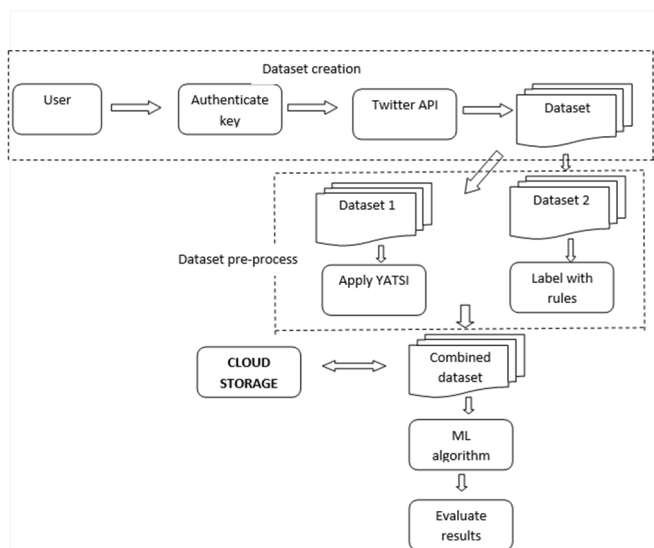 Dataset creation
User
Authenticate
key
Twitter API
Dataset
Dataset 1
Dataset 2
Dataset pre-process
Apply YATSI
Label with
rules
CLOUD
STORAGE
Combined
dataset
ML
algorithm
Evaluate
results